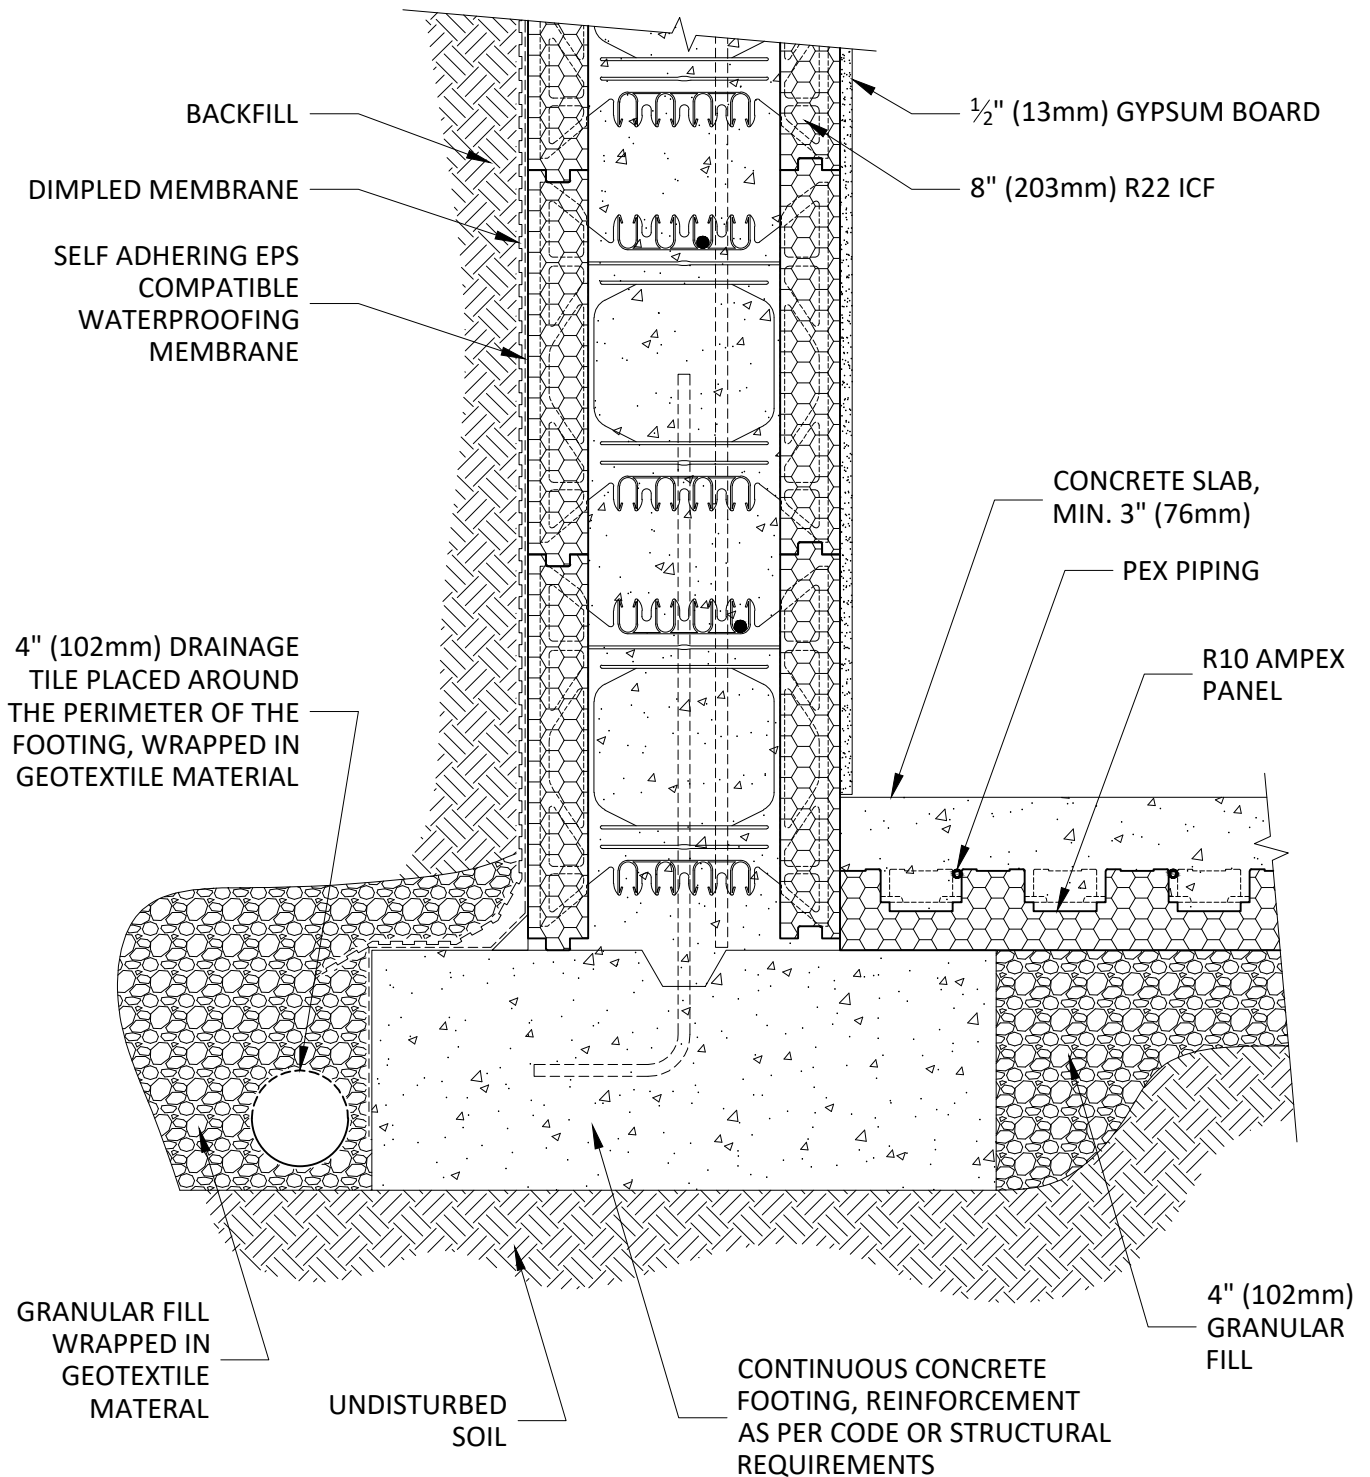 BACKFILL
DIMPLED MEMBRANE
SELF ADHERING EPS
COMPATIBLE
WATERPROOFING
MEMBRANE
4" (102mm) DRAINAGE
TILE PLACED AROUND
THE PERIMETER OF THE
FOOTING, WRAPPED IN
GEOTEXTILE MATERIAL
GRANULAR FILL
WRAPPED IN
GEOTEXTILE
MATERAL
UNDISTURBED
SOIL
½" (13mm) GYPSUM BOARD
8" (203mm) R22 ICF
CONCRETE SLAB,
MIN. 3" (76mm)
PEX PIPING
R10 AMPEX
PANEL
4" (102mm)
GRANULAR
FILL
CONTINUOUS CONCRETE
FOOTING, REINFORCEMENT
AS PER CODE OR STRUCTURAL
REQUIREMENTS